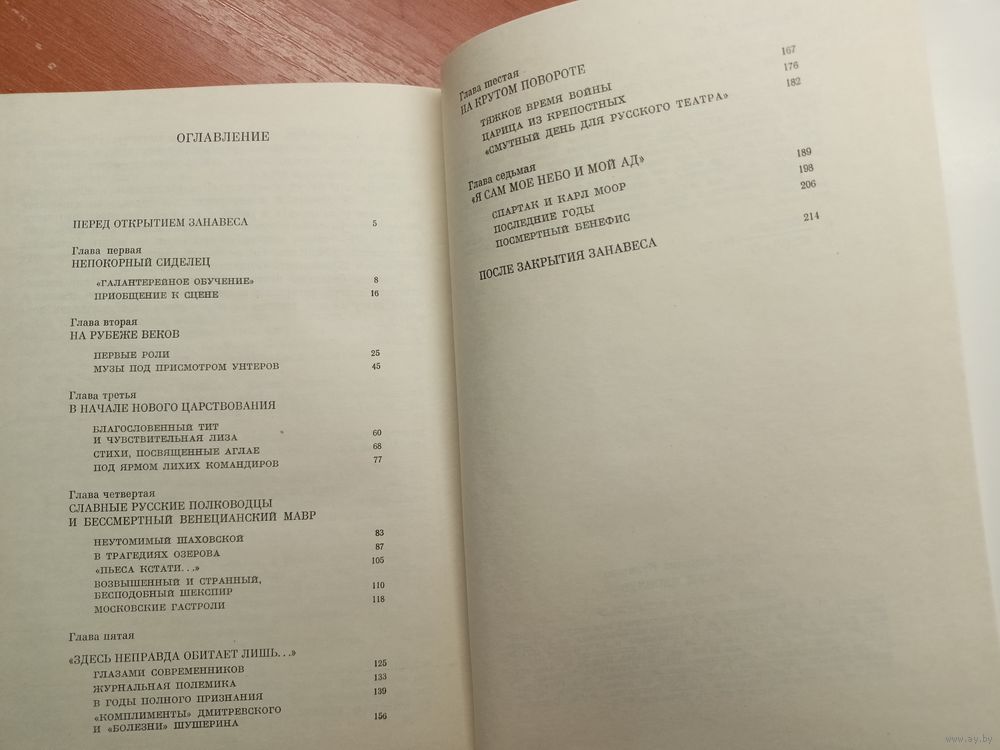 ОГЛАВЛЕНИЕ
ПЕРЕД ОТКРЫТИЕМ ЗАНАВЕСА 5
Глава первая
НЕПОКОРНЫЙ СИДЕЛЕЦ
«ГАЛАНТЕРЕЙНОЕ ОБУЧЕНИЕ» 8
ПРИОБЩЕНИЕ К СЦЕНЕ 16
Глава вторая
НА РУБЕЖЕ ВЕКОВ
ПЕРВЫЕ РОЛИ 25
МУЗЫ ПОД ПРИСМОТРОМ УНТЕРОВ 45
Глава третья
В НАЧАЛЕ НОВОГО ЦАРСТВОВАНИЯ
БЛАГОСЛОВЕННЫЙ ТИТ
И ЧУВСТВИТЕЛЬНАЯ ЛИЗА 60
СТИХИ, ПОСВЯЩЕННЫЕ АГЛАЕ 68
ПОД ЯРМОМ ЛИХИХ КОМАНДИРОВ 77
Глава четвертая
СЛАВНЫЕ РУССКИЕ ПОЛКОВОДЦЫ
И БЕССМЕРТНЫЙ ВЕНЕЦИАНСКИЙ МАВР
НЕУТОМИМЫЙ ШАХОВСКОЙ 83
В ТРАГЕДИЯХ ОЗЕРОВА 87
«ПЬЕСА КСТАТИ...» 105
ВОЗВЫШЕННЫЙ И СТРАННЫЙ,
БЕСПОДОБНЫЙ ШЕКСПИР 110
МОСКОВСКИЕ ГАСТРОЛИ 118
Глава пятая
«ЗДЕСЬ НЕПРАВДА ОБИТАЕТ ЛИШЬ...»
ГЛАЗАМИ СОВРЕМЕННИКОВ 125
ЖУРНАЛЬНАЯ ПОЛЕМИКА 133
В ГОДЫ ПОЛНОГО ПРИЗНАНИЯ 139
«КОМПЛИМЕНТЫ» ДМИТРЕВСКОГО
И «БОЛЕЗНИ» ШУШЕРИНА 156
Глава шестая
НА КРУТОМ ПОВОРОТЕ
ТЯЖКОЕ ВРЕМЯ ВОЙНЫ 167
ЦАРИЦА ИЗ КРЕПОСТНЫХ 176
«СМУТНЫЙ ДЕНЬ ДЛЯ РУССКОГО ТЕАТРА» 182
Глава седьмая
«Я САМ МОЕ НЕБО И МОЙ АД»
СПАРТАК И КАРЛ МООР 189
ПОСЛЕДНИЕ ГОДЫ 198
ПОСМЕРТНЫЙ БЕНЕФИС 206
ПОСЛЕ ЗАКРЫТИЯ ЗАНАВЕСА 214
www.ay.by